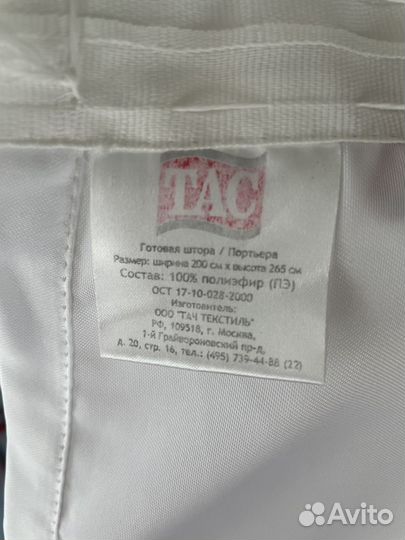 TAC
Готовая штора / Портьера
Размер: ширина 200 см х высота 265 см
Состав: 100% полиэфир (ПЭ)
ОСТ 17-10-028-2000
Изготовитель:
ООО "ТАЧ ТЕКСТИЛЬ"
РФ, 109518, г. Москва,
1-й Грайвороновский пр-д,
д. 20, стр. 16, тел.: (495) 739-44-88 (22)
Avito